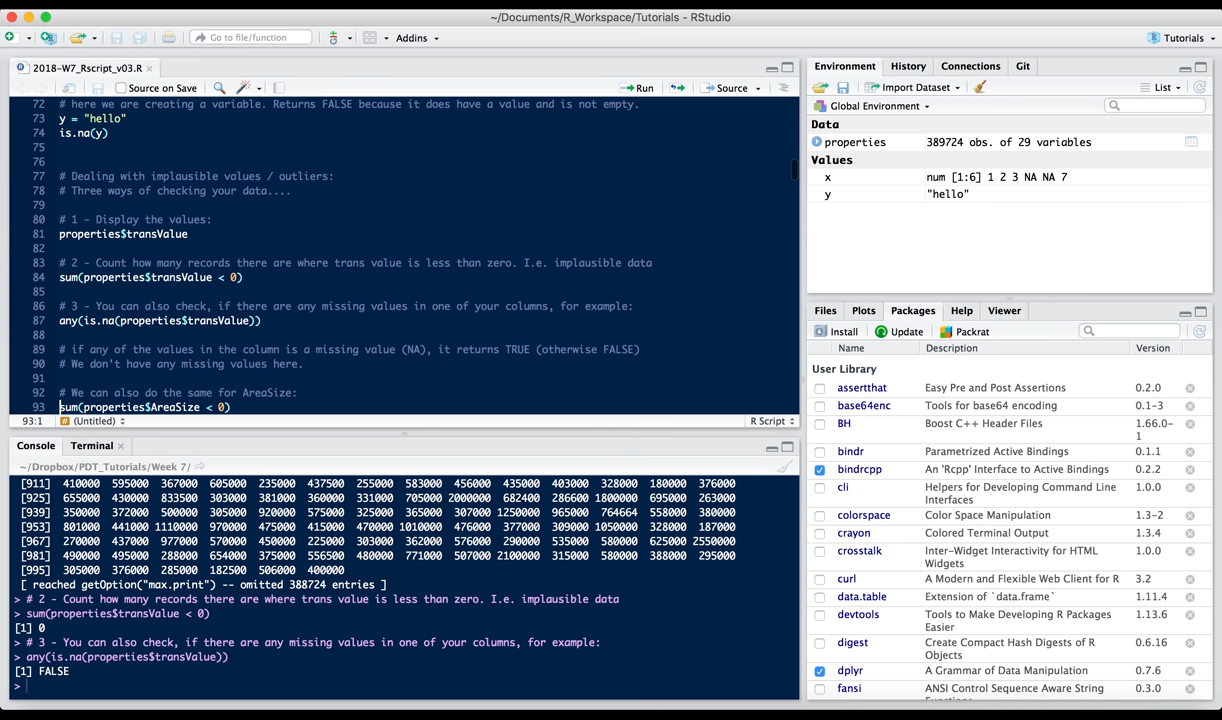 ~/Documents/R_Workspace/Tutorials - RStudio
Go to file/function
Addins
Tutorials
2018-W7_Rscript_v03.R
Source on Save
Run
Source
72 # here we are creating a variable. Returns FALSE because it does have a value and is not empty.
73 y = "hello"
74 is.na(y)
75
76
77 # Dealing with implausible values / outliers:
78 # Three ways of checking your data....
79
80 # 1 - Display the values:
81 properties$transValue
82
83 # 2 - Count how many records there are where trans value is less than zero. I.e. implausible data
84 sum(properties$transValue < 0)
85
86 # 3 - You can also check, if there are any missing values in one of your columns, for example:
87 any(is.na(properties$transValue))
88
89 # if any of the values in the column is a missing value (NA), it returns TRUE (otherwise FALSE)
90 # We don't have any missing values here.
91
92 # We can also do the same for AreaSize:
93 sum(properties$AreaSize < 0)
93:1 # (Untitled) R Script
Console Terminal
~/Dropbox/PDT_Tutorials/Week 7/
[911] 410000 595000 367000 605000 235000 437500 255000 583000 456000 435000 403000 328000 180000 376000
[925] 655000 430000 833500 303000 381000 360000 331000 705000 2000000 682400 286600 1800000 695000 263000
[939] 350000 372000 500000 305000 920000 575000 325000 365000 307000 1250000 965000 764664 558000 380000
[953] 801000 441000 1110000 970000 475000 415000 470000 1010000 476000 377000 309000 1050000 328000 187000
[967] 270000 437000 977000 570000 450000 225000 303000 362000 576000 290000 535000 580000 625000 2550000
[981] 490000 495000 288000 654000 375000 556500 480000 771000 507000 2100000 315000 580000 388000 295000
[995] 305000 376000 285000 182500 506000 400000
[ reached getOption("max.print") -- omitted 388724 entries ]
> # 2 - Count how many records there are where trans value is less than zero. I.e. implausible data
> sum(properties$transValue < 0)
[1] 0
> # 3 - You can also check, if there are any missing values in one of your columns, for example:
> any(is.na(properties$transValue))
[1] FALSE
>
Environment History Connections Git
Import Dataset
List
Global Environment
Data
properties 389724 obs. of 29 variables
Values
x num [1:6] 1 2 3 NA NA 7
y "hello"
Files Plots Packages Help Viewer
Install Update Packrat
Name Description Version
User Library
assertthat Easy Pre and Post Assertions 0.2.0
base64enc Tools for base64 encoding 0.1-3
BH Boost C++ Header Files 1.66.0-
1
bindr Parametrized Active Bindings 0.1.1
bindrcpp An 'Rcpp' Interface to Active Bindings 0.2.2
cli Helpers for Developing Command Line 1.0.0
Interfaces
colorspace Color Space Manipulation 1.3-2
crayon Colored Terminal Output 1.3.4
crosstalk Inter-Widget Interactivity for HTML 1.0.0
Widgets
curl A Modern and Flexible Web Client for R 3.2
data.table Extension of `data.frame` 1.11.4
devtools Tools to Make Developing R Packages 1.13.6
Easier
digest Create Compact Hash Digests of R 0.6.16
Objects
dplyr A Grammar of Data Manipulation 0.7.6
fansi ANSI Control Sequence Aware String 0.3.0